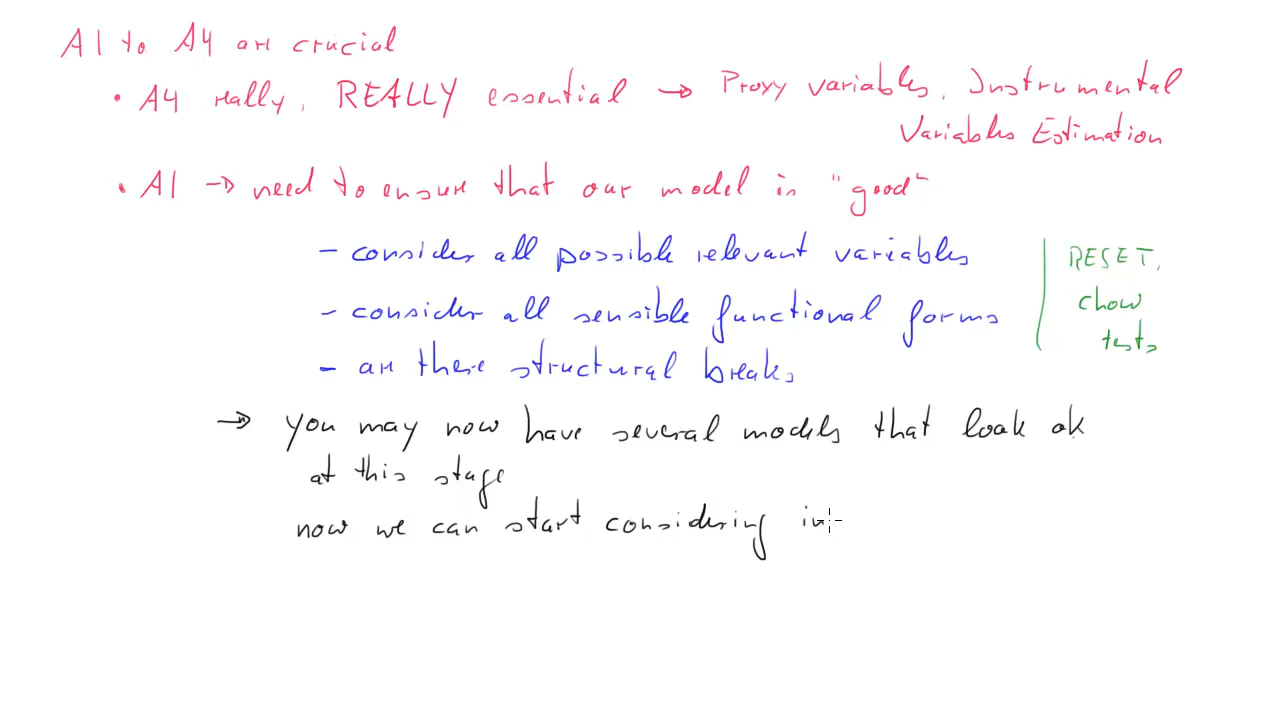 A1 to A4 are crucial
• A4 really, REALLY essential → Proxy variables, Instrumental
Variables Estimation
• A1 → need to ensure that our model is "good"
- consider all possible relevant variables
- consider all sensible functional forms
- are there structural breaks
RESET,
Chow
tests
→ you may now have several models that look ok
at this stage
now we can start considering in